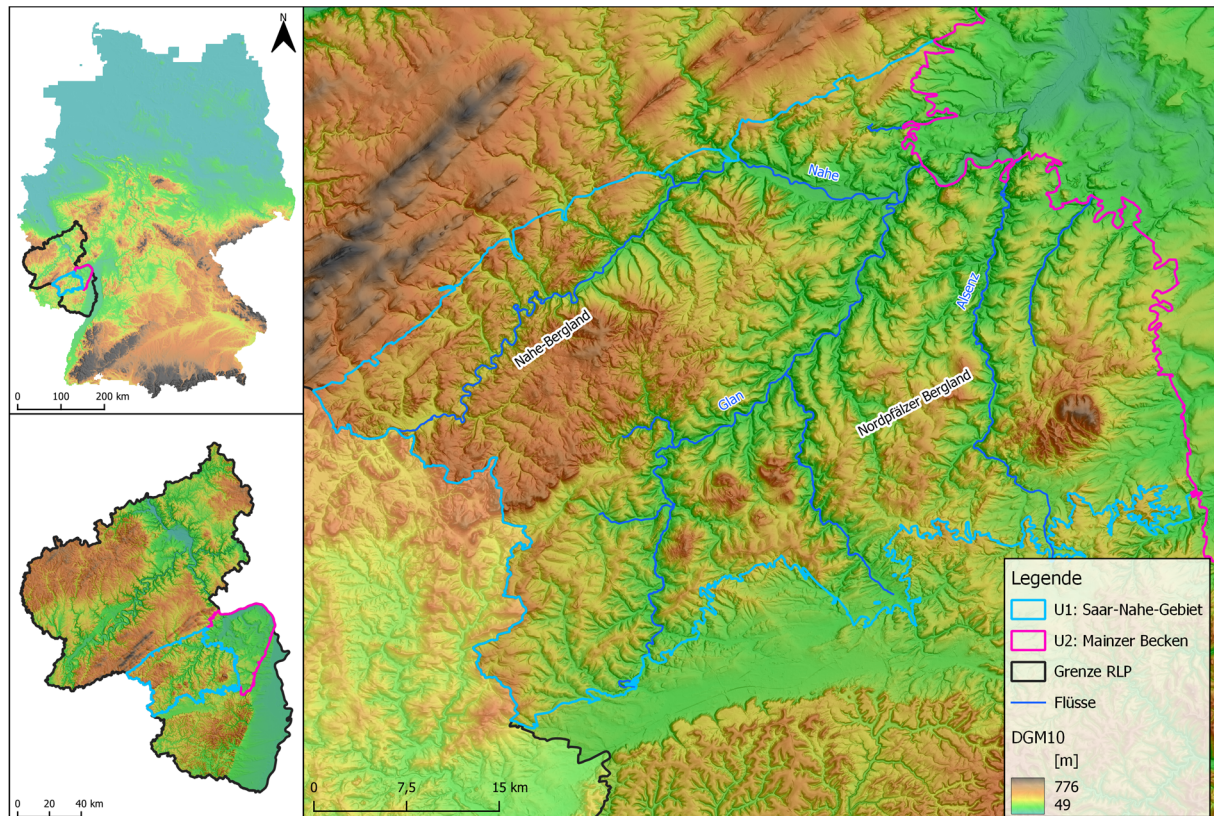 N
0 100 200 km
0 20 40 km
Nahe
Nahe-Bergland
Alsenz
Glan
Nordpfälzer Bergland
0 7,5 15 km
Legende
U1: Saar-Nahe-Gebiet
U2: Mainzer Becken
Grenze RLP
Flüsse
DGM10
[m]
776
49